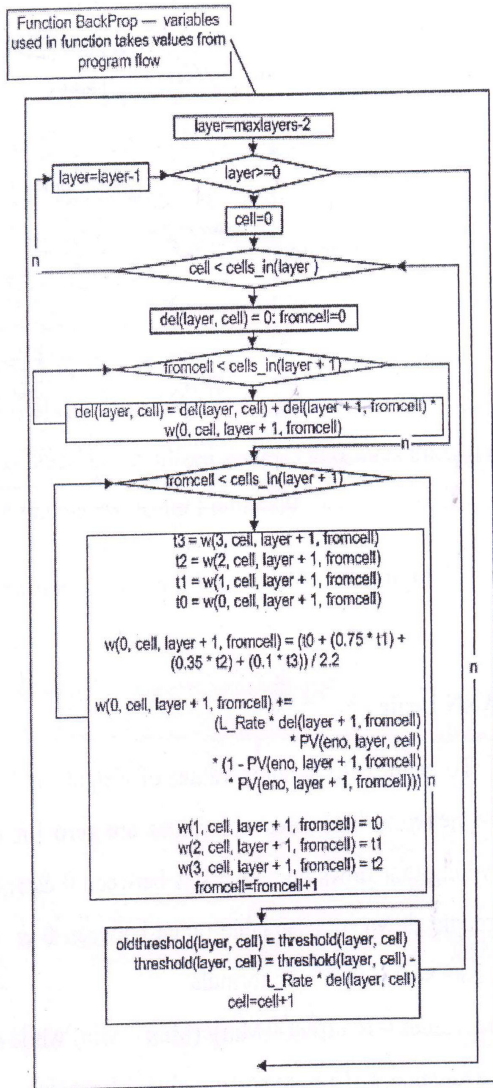 Function BackProp — variables
used in function takes values from
program flow
layer=maxlayers-2
layer=layer-1
layer>=0
cell=0
n
cell < cells_in(layer )
del(layer, cell) = 0: fromcell=0
fromcell < cells_in(layer + 1)
del(layer, cell) = del(layer, cell) + del(layer + 1, fromcell) *
w(0, cell, layer + 1, fromcell)
n
fromcell < cells_in(layer + 1)
t3 = w(3, cell, layer + 1, fromcell)
t2 = w(2, cell, layer + 1, fromcell)
t1 = w(1, cell, layer + 1, fromcell)
t0 = w(0, cell, layer + 1, fromcell)
w(0, cell, layer + 1, fromcell) = (t0 + (0.75 * t1) +
(0.35 * t2) + (0.1 * t3)) / 2.2
n
w(0, cell, layer + 1, fromcell) +=
(L_Rate * del(layer + 1, fromcell)
* PV(eno, layer, cell)
* (1 - PV(eno, layer + 1, fromcell)
* PV(eno, layer + 1, fromcell)))
n
w(1, cell, layer + 1, fromcell) = t0
w(2, cell, layer + 1, fromcell) = t1
w(3, cell, layer + 1, fromcell) = t2
fromcell=fromcell+1
oldthreshold(layer, cell) = threshold(layer, cell)
threshold(layer, cell) = threshold(layer, cell) -
L_Rate * del(layer, cell)
cell=cell+1